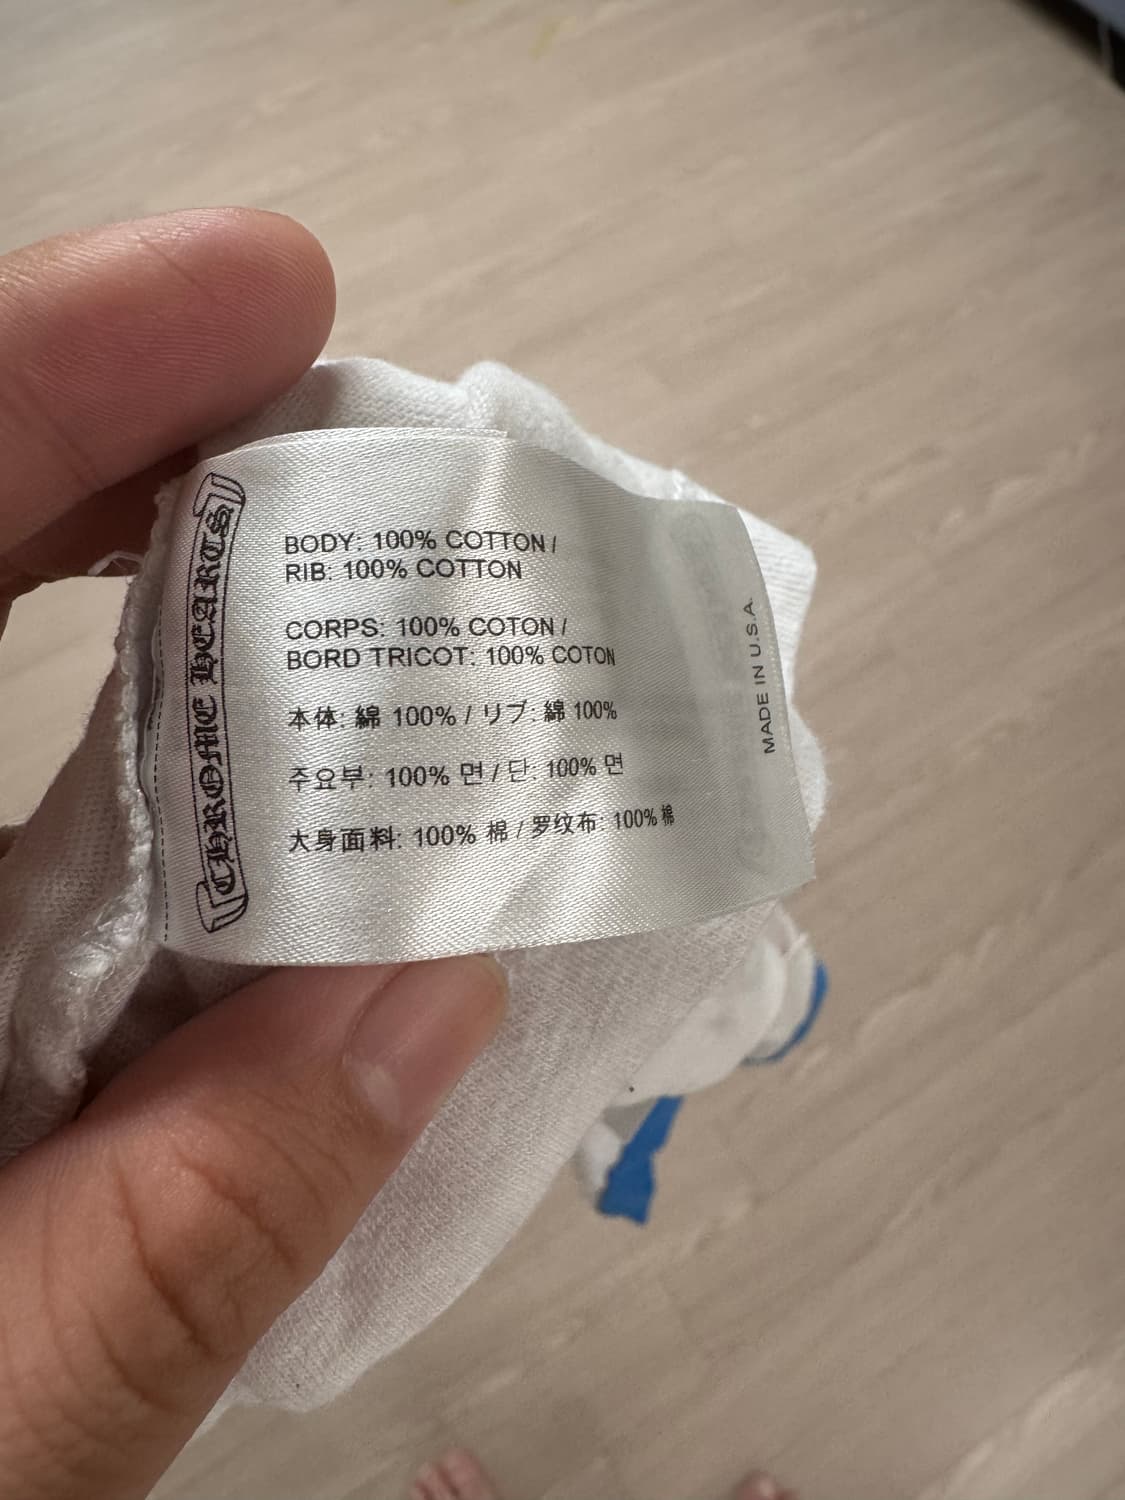 CHROME HEARTS
BODY: 100% COTTON /
RIB: 100% COTTON
CORPS: 100% COTON /
BORD TRICOT: 100% COTON
本体: 綿 100% / リブ: 綿 100%
주요부: 100% 면 / 단: 100% 면
大身面料: 100% 棉 / 罗纹布: 100% 棉
MADE IN U.S.A.